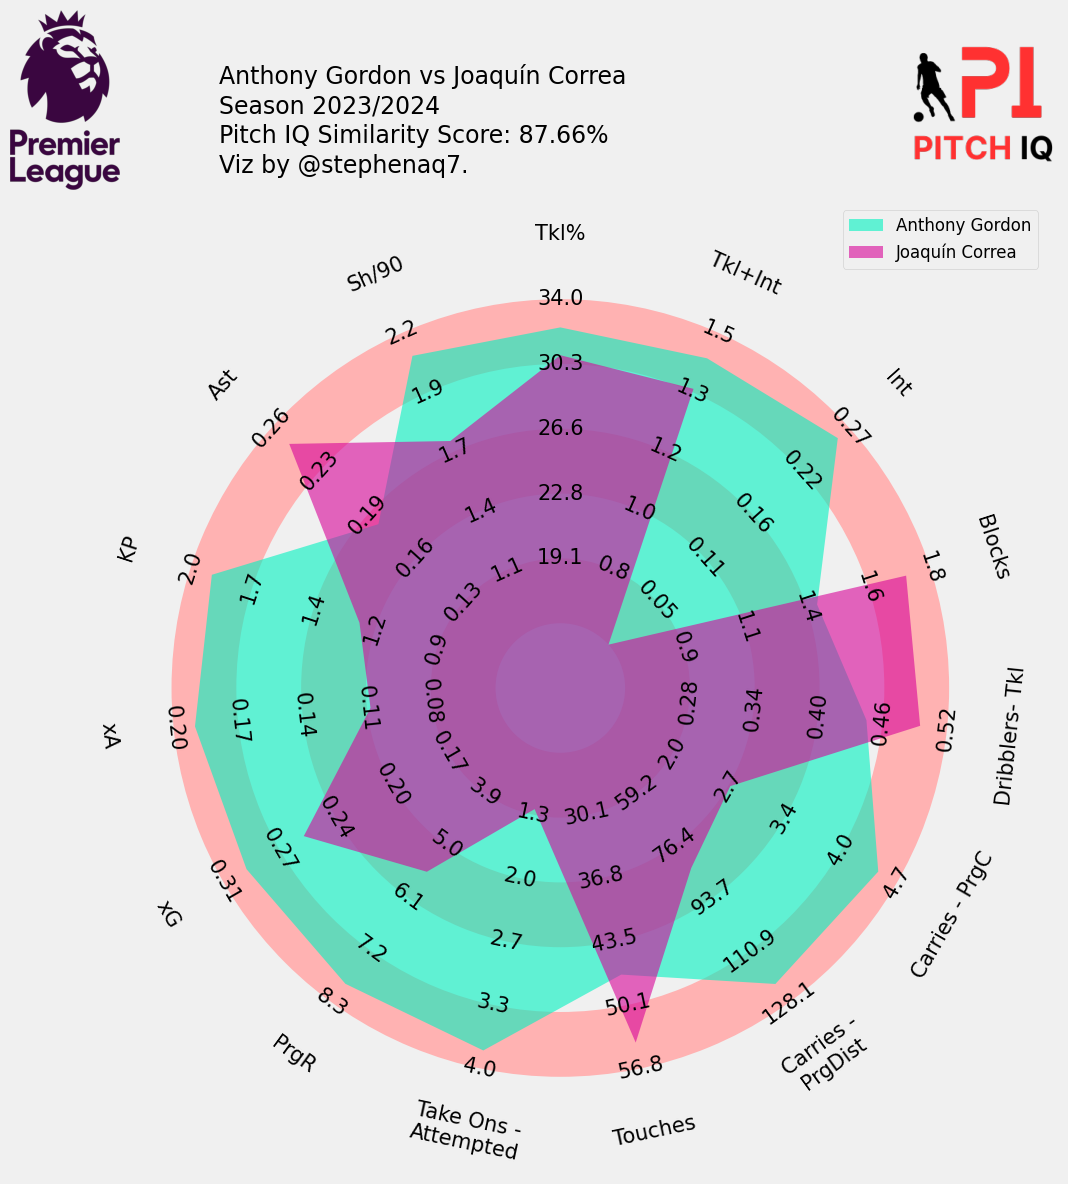 Premier
League
Anthony Gordon vs Joaquín Correa
Season 2023/2024
Pitch IQ Similarity Score: 87.66%
Viz by @stephenaq7.
PI
PITCH IQ
Anthony Gordon
Joaquín Correa
Tkl%
34.0
30.3
26.6
22.8
19.1
Tkl+Int
1.5
1.3
1.2
1.0
0.8
Int
0.27
0.22
0.16
0.11
0.05
Blocks
1.8
1.6
1.4
1.1
0.9
Dribblers- Tkl
0.52
0.46
0.40
0.34
0.28
Carries - PrgC
4.7
4.0
3.4
2.7
2.0
Carries -
PrgDist
128.1
110.9
93.7
76.4
59.2
Touches
56.8
50.1
43.5
36.8
30.1
Take Ons -
Attempted
4.0
3.3
2.7
2.0
1.3
PrgR
8.3
7.2
6.1
5.0
3.9
xG
0.31
0.27
0.24
0.20
0.17
xA
0.20
0.17
0.14
0.11
0.08
KP
2.0
1.7
1.4
1.2
0.9
Ast
0.26
0.23
0.19
0.16
0.13
Sh/90
2.2
1.9
1.7
1.4
1.1